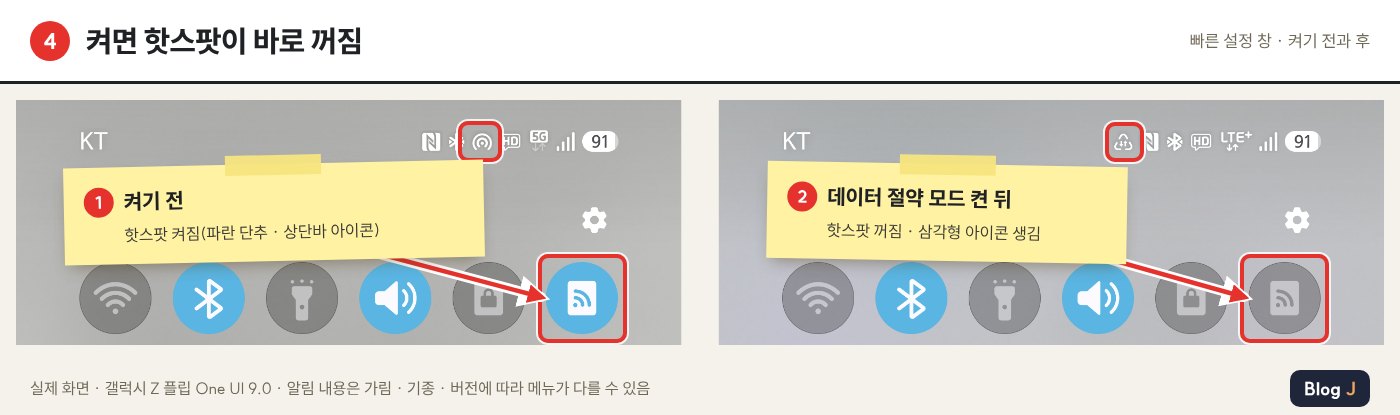 4 켜면 핫스팟이 바로 꺼짐
빠른 설정 창 · 켜기 전과 후
KT
HD 5G 91
1 켜기 전
핫스팟 켜짐(파란 단추 · 상단바 아이콘)
KT
HD LTE+ 91
2 데이터 절약 모드 켠 뒤
핫스팟 꺼짐 · 삼각형 아이콘 생김
실제 화면 · 갤럭시 Z 플립 One UI 9.0 · 알림 내용은 가림 · 기종 · 버전에 따라 메뉴가 다를 수 있음
Blog J